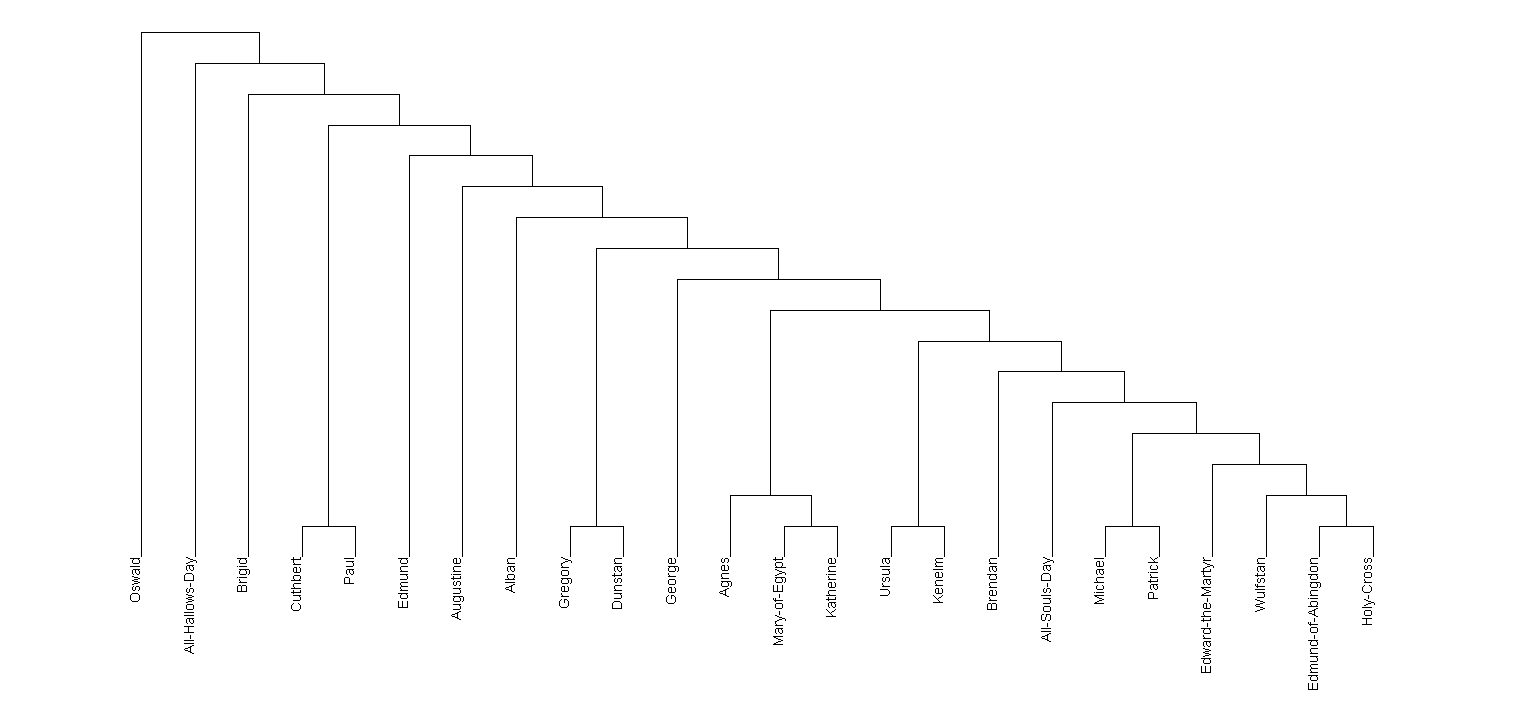 Oswald
All-Hallows-Day
Brigid
Cuthbert
Paul
Edmund
Augustine
Alban
Gregory
Dunstan
George
Agnes
Mary-of-Egypt
Katherine
Ursula
Kenelm
Brendan
All-Souls-Day
Michael
Patrick
Edward-the-Martyr
Wulfstan
Edmund-of-Abingdon
Holy-Cross